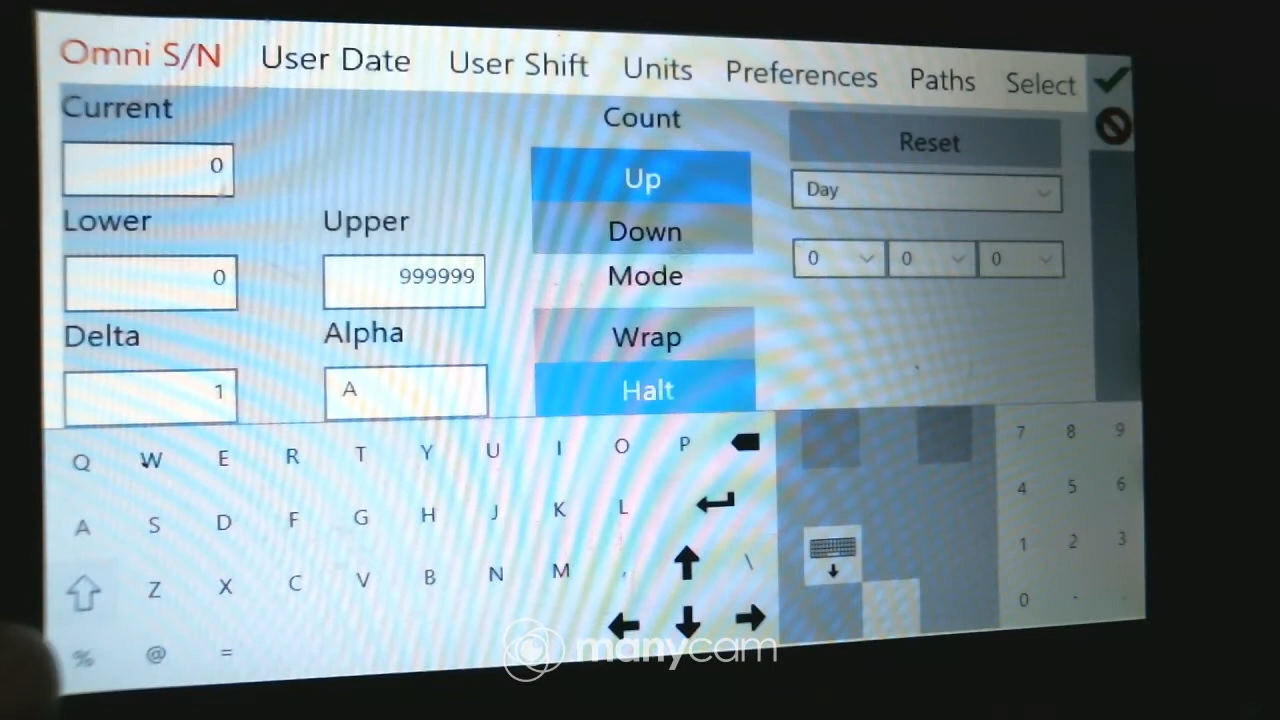 Omni S/N User Date User Shift Units Preferences Paths Select
Current
0
Lower
0
Delta
1
Upper
999999
Alpha
A
Count
Up
Down
Mode
Wrap
Halt
Reset
Day
0 0 0
Q W E R T Y U I O P
A S D F G H J K L
Z X C V B N M , \
% @ =
7 8 9
4 5 6
1 2 3
0 . -
manycam